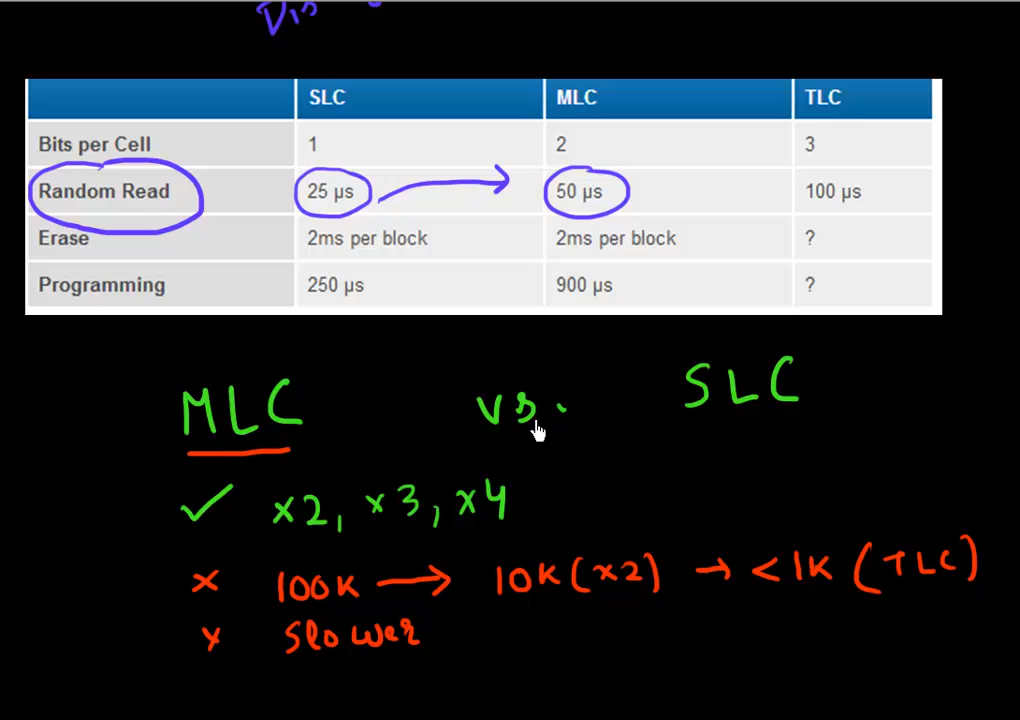 SLC MLC TLC
Bits per Cell 1 2 3
Random Read 25 µs 50 µs 100 µs
Erase 2ms per block 2ms per block ?
Programming 250 µs 900 µs ?
MLC vs. SLC
✓ x2, x3, x4
x 100K → 10K (x2) → < 1K (TLC)
x Slower